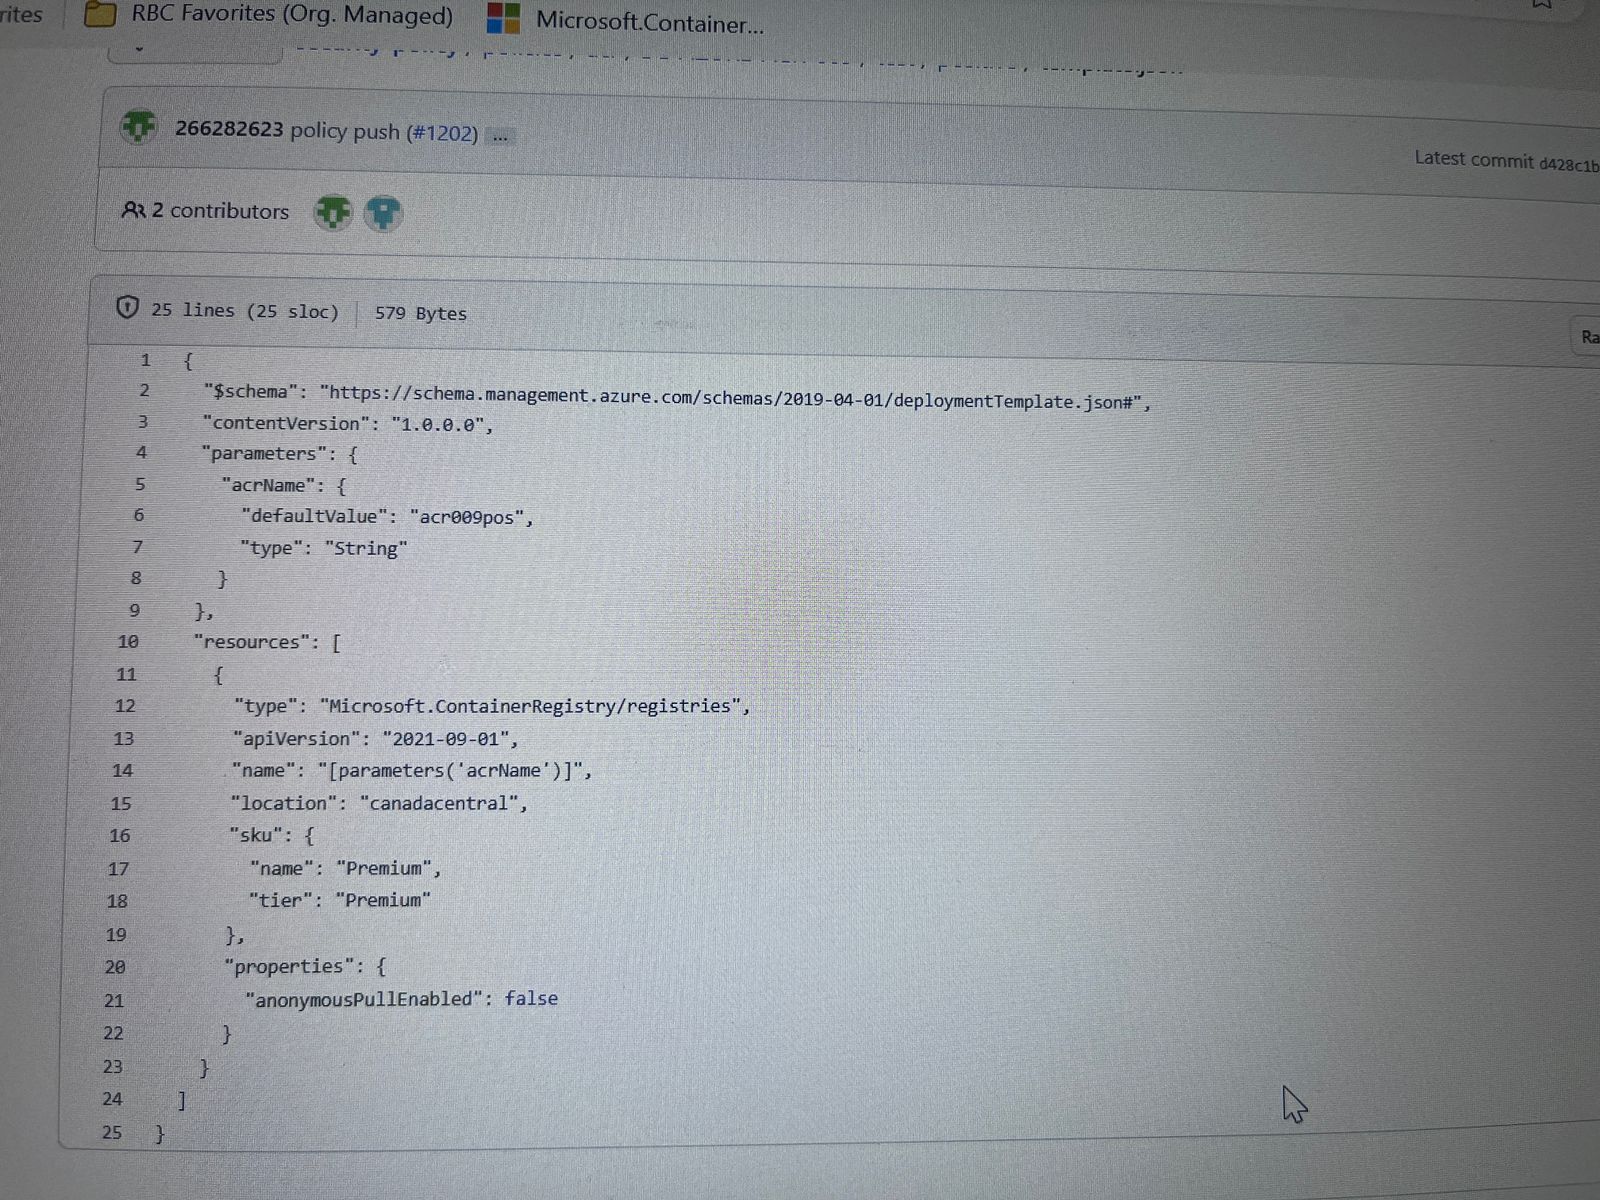 rites RBC Favorites (Org. Managed) Microsoft.Container...
266282623 policy push (#1202) ...
Latest commit d428c1b
2 contributors
25 lines (25 sloc) 579 Bytes
Ra
1 {
2 "$schema": "https://schema.management.azure.com/schemas/2019-04-01/deploymentTemplate.json#",
3 "contentVersion": "1.0.0.0",
4 "parameters": {
5 "acrName": {
6 "defaultValue": "acr009pos",
7 "type": "String"
8 }
9 },
10 "resources": [
11 {
12 "type": "Microsoft.ContainerRegistry/registries",
13 "apiVersion": "2021-09-01",
14 "name": "[parameters('acrName')]",
15 "location": "canadacentral",
16 "sku": {
17 "name": "Premium",
18 "tier": "Premium"
19 },
20 "properties": {
21 "anonymousPullEnabled": false
22 }
23 }
24 ]
25 }